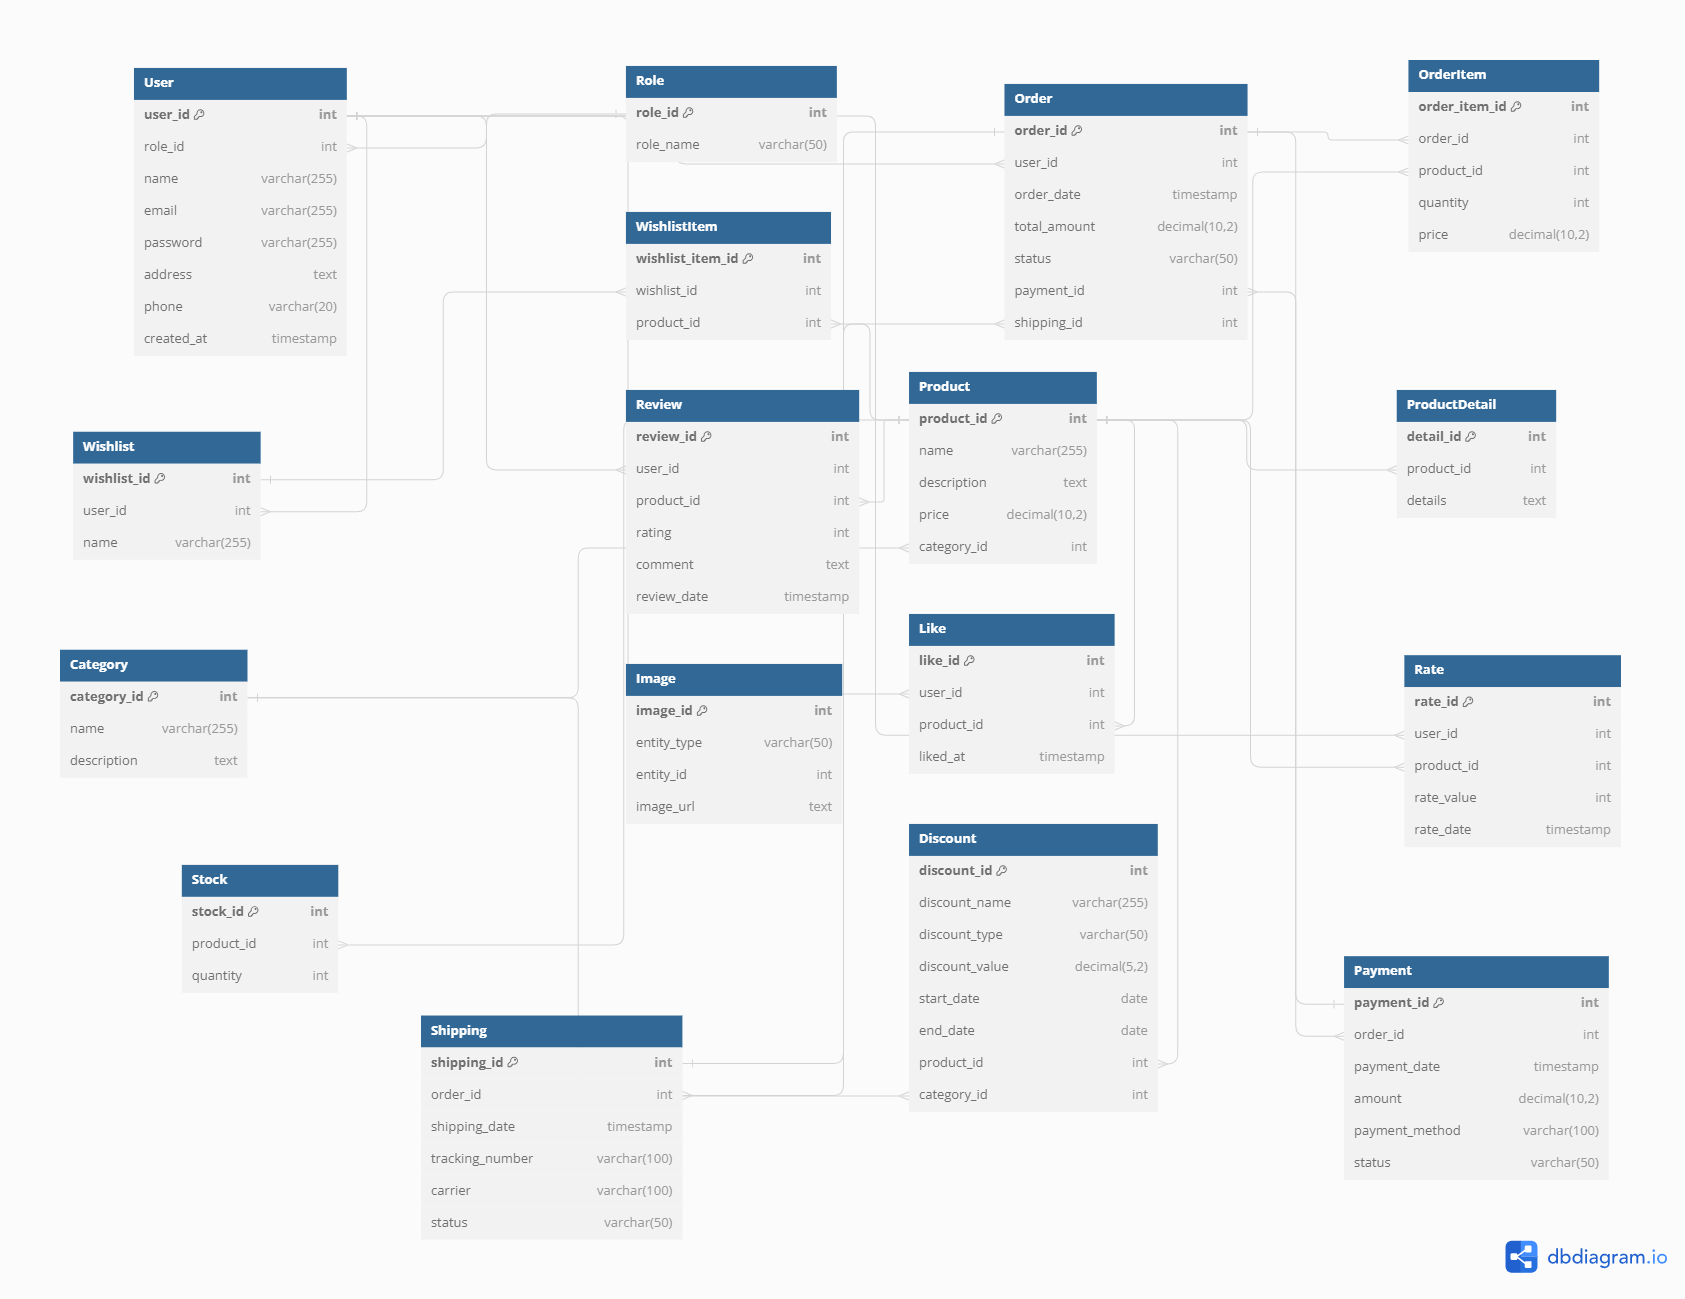 User
user_id int
role_id int
name varchar(255)
email varchar(255)
password varchar(255)
address text
phone varchar(20)
created_at timestamp
Role
role_id int
role_name varchar(50)
Order
order_id int
user_id int
order_date timestamp
total_amount decimal(10,2)
status varchar(50)
payment_id int
shipping_id int
OrderItem
order_item_id int
order_id int
product_id int
quantity int
price decimal(10,2)
WishlistItem
wishlist_item_id int
wishlist_id int
product_id int
Product
product_id int
name varchar(255)
description text
price decimal(10,2)
category_id int
Review
review_id int
user_id int
product_id int
rating int
comment text
review_date timestamp
ProductDetail
detail_id int
product_id int
details text
Wishlist
wishlist_id int
user_id int
name varchar(255)
Like
like_id int
user_id int
product_id int
liked_at timestamp
Category
category_id int
name varchar(255)
description text
Image
image_id int
entity_type varchar(50)
entity_id int
image_url text
Rate
rate_id int
user_id int
product_id int
rate_value int
rate_date timestamp
Discount
discount_id int
discount_name varchar(255)
discount_type varchar(50)
discount_value decimal(5,2)
start_date date
end_date date
product_id int
category_id int
Stock
stock_id int
product_id int
quantity int
Payment
payment_id int
order_id int
payment_date timestamp
amount decimal(10,2)
payment_method varchar(100)
status varchar(50)
Shipping
shipping_id int
order_id int
shipping_date timestamp
tracking_number varchar(100)
carrier varchar(100)
status varchar(50)
dbdiagram.io